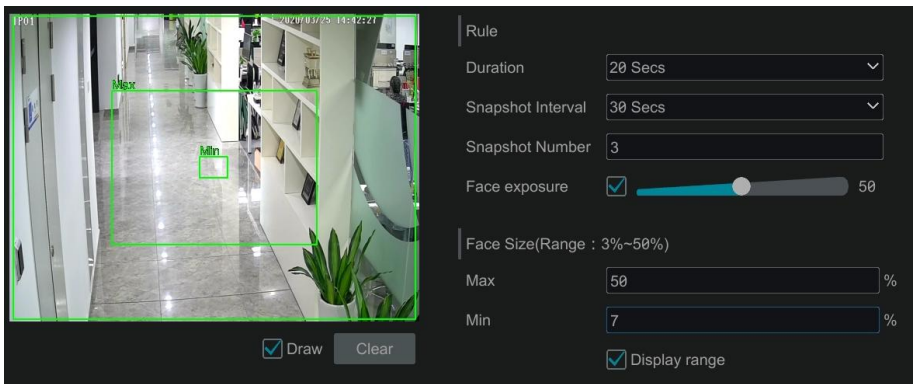 IP01 2020/03/25 14:42:27
Max
Min
Draw
Clear
Rule
Duration 20 Secs
Snapshot Interval 30 Secs
Snapshot Number 3
Face exposure 50
Face Size(Range : 3%~50%)
Max 50 %
Min 7 %
Display range